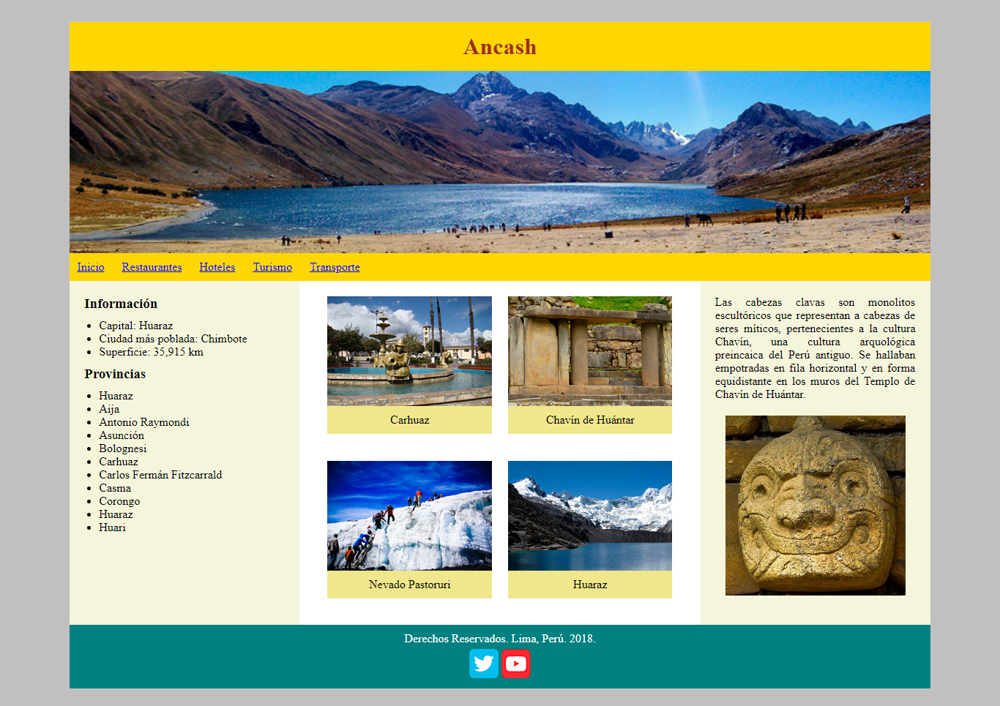 Ancash
Inicio Restaurantes Hoteles Turismo Transporte
Información
Capital: Huaraz
Ciudad más poblada: Chimbote
Superficie: 35,915 km
Provincias
Huaraz
Aija
Antonio Raymondi
Asunción
Bolognesi
Carhuaz
Carlos Fermán Fitzcarrald
Casma
Corongo
Huaraz
Huari
Carhuaz
Chavín de Huántar
Nevado Pastoruri
Huaraz
Las cabezas clavas son monolitos
escultóricos que representan a cabezas de
seres míticos, pertenecientes a la cultura
Chavín, una cultura arquológica
preincaica del Perú antiguo. Se hallaban
empotradas en fila horizontal y en forma
equidistante en los muros del Templo de
Chavín de Huántar.
Derechos Reservados. Lima, Perú. 2018.